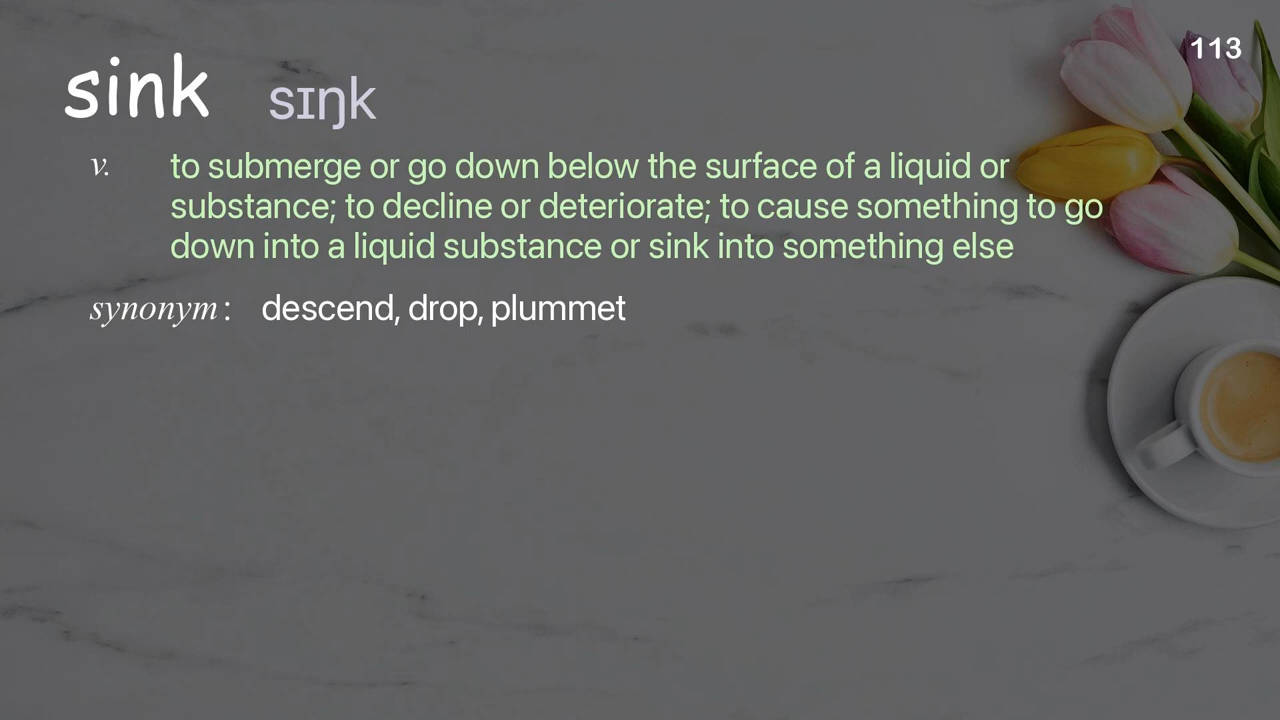 113
sink sɪŋk
v. to submerge or go down below the surface of a liquid or
substance; to decline or deteriorate; to cause something to go
down into a liquid substance or sink into something else
synonym: descend, drop, plummet